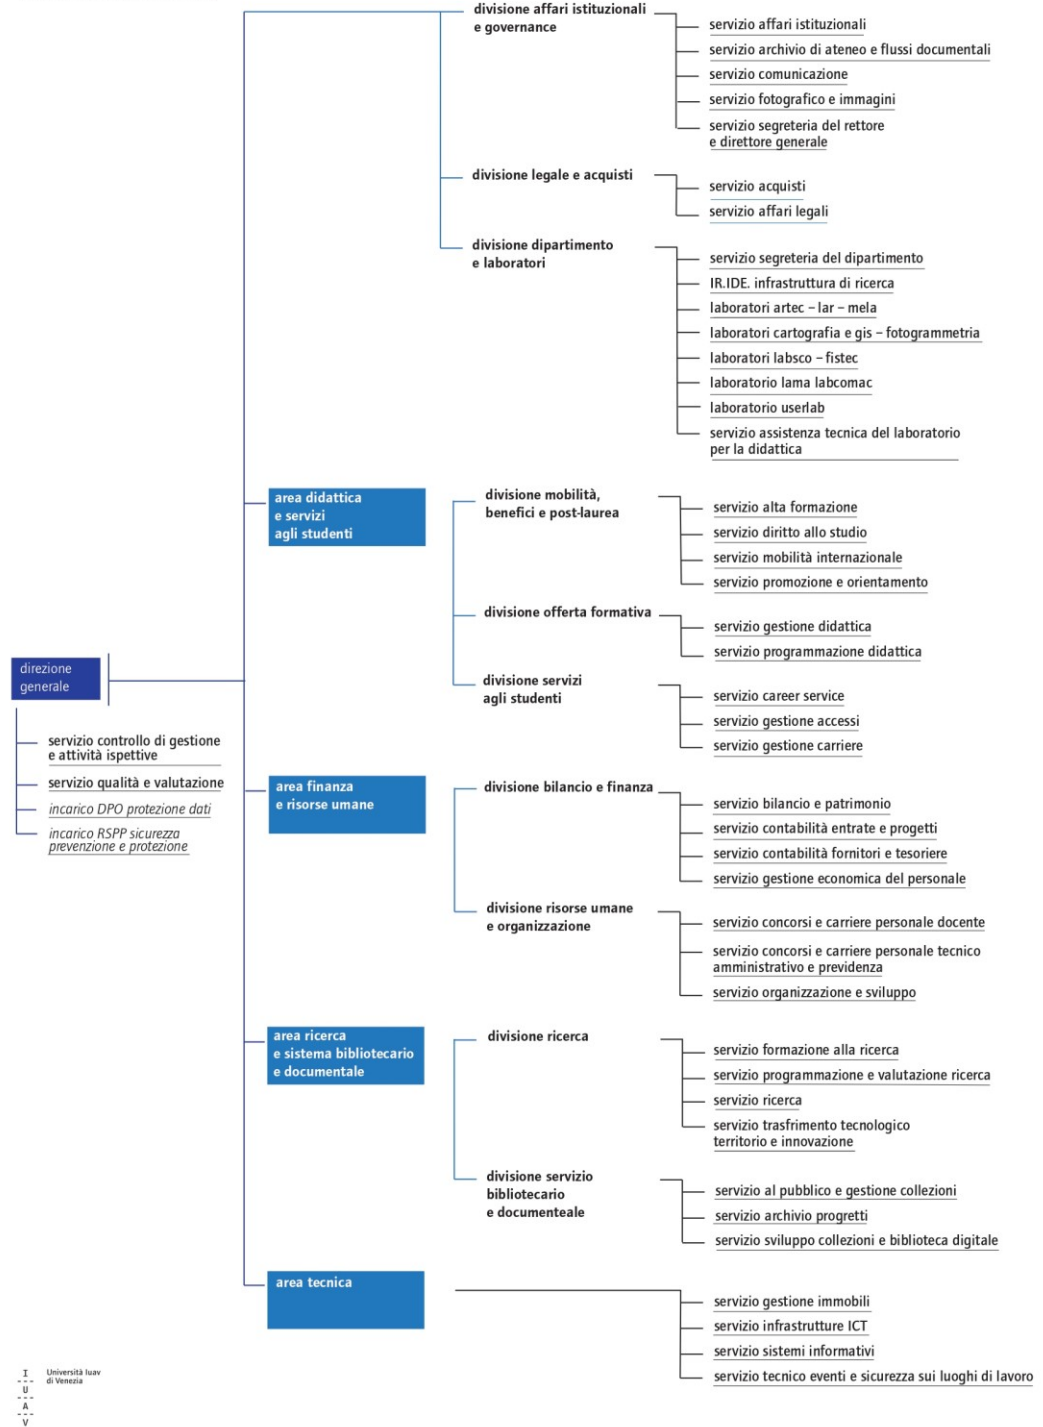 divisione affari istituzionali
e governance
servizio affari istituzionali
servizio archivio di ateneo e flussi documentali
servizio comunicazione
servizio fotografico e immagini
servizio segreteria del rettore
e direttore generale
divisione legale e acquisti
servizio acquisti
servizio affari legali
divisione dipartimento
e laboratori
servizio segreteria del dipartimento
IR.IDE. infrastruttura di ricerca
laboratori artec – lar – mela
laboratori cartografia e gis – fotogrammetria
laboratori labsco – fistec
laboratorio lama labcomac
laboratorio userlab
servizio assistenza tecnica del laboratorio
per la didattica
direzione
generale
servizio controllo di gestione
e attività ispettive
servizio qualità e valutazione
incarico DPO protezione dati
incarico RSPP sicurezza
prevenzione e protezione
area didattica
e servizi
agli studenti
divisione mobilità,
benefici e post-laurea
servizio alta formazione
servizio diritto allo studio
servizio mobilità internazionale
servizio promozione e orientamento
divisione offerta formativa
servizio gestione didattica
servizio programmazione didattica
divisione servizi
agli studenti
servizio career service
servizio gestione accessi
servizio gestione carriere
area finanza
e risorse umane
divisione bilancio e finanza
servizio bilancio e patrimonio
servizio contabilità entrate e progetti
servizio contabilità fornitori e tesoriere
servizio gestione economica del personale
divisione risorse umane
e organizzazione
servizio concorsi e carriere personale docente
servizio concorsi e carriere personale tecnico
amministrativo e previdenza
servizio organizzazione e sviluppo
area ricerca
e sistema bibliotecario
e documentale
divisione ricerca
servizio formazione alla ricerca
servizio programmazione e valutazione ricerca
servizio ricerca
servizio trasfrimento tecnologico
territorio e innovazione
divisione servizio
bibliotecario
e documenteale
servizio al pubblico e gestione collezioni
servizio archivio progretti
servizio sviluppo collezioni e biblioteca digitale
area tecnica
servizio gestione immobili
servizio infrastrutture ICT
servizio sistemi informativi
servizio tecnico eventi e sicurezza sui luoghi di lavoro
I
U
A
V
Università Iuav
di Venezia